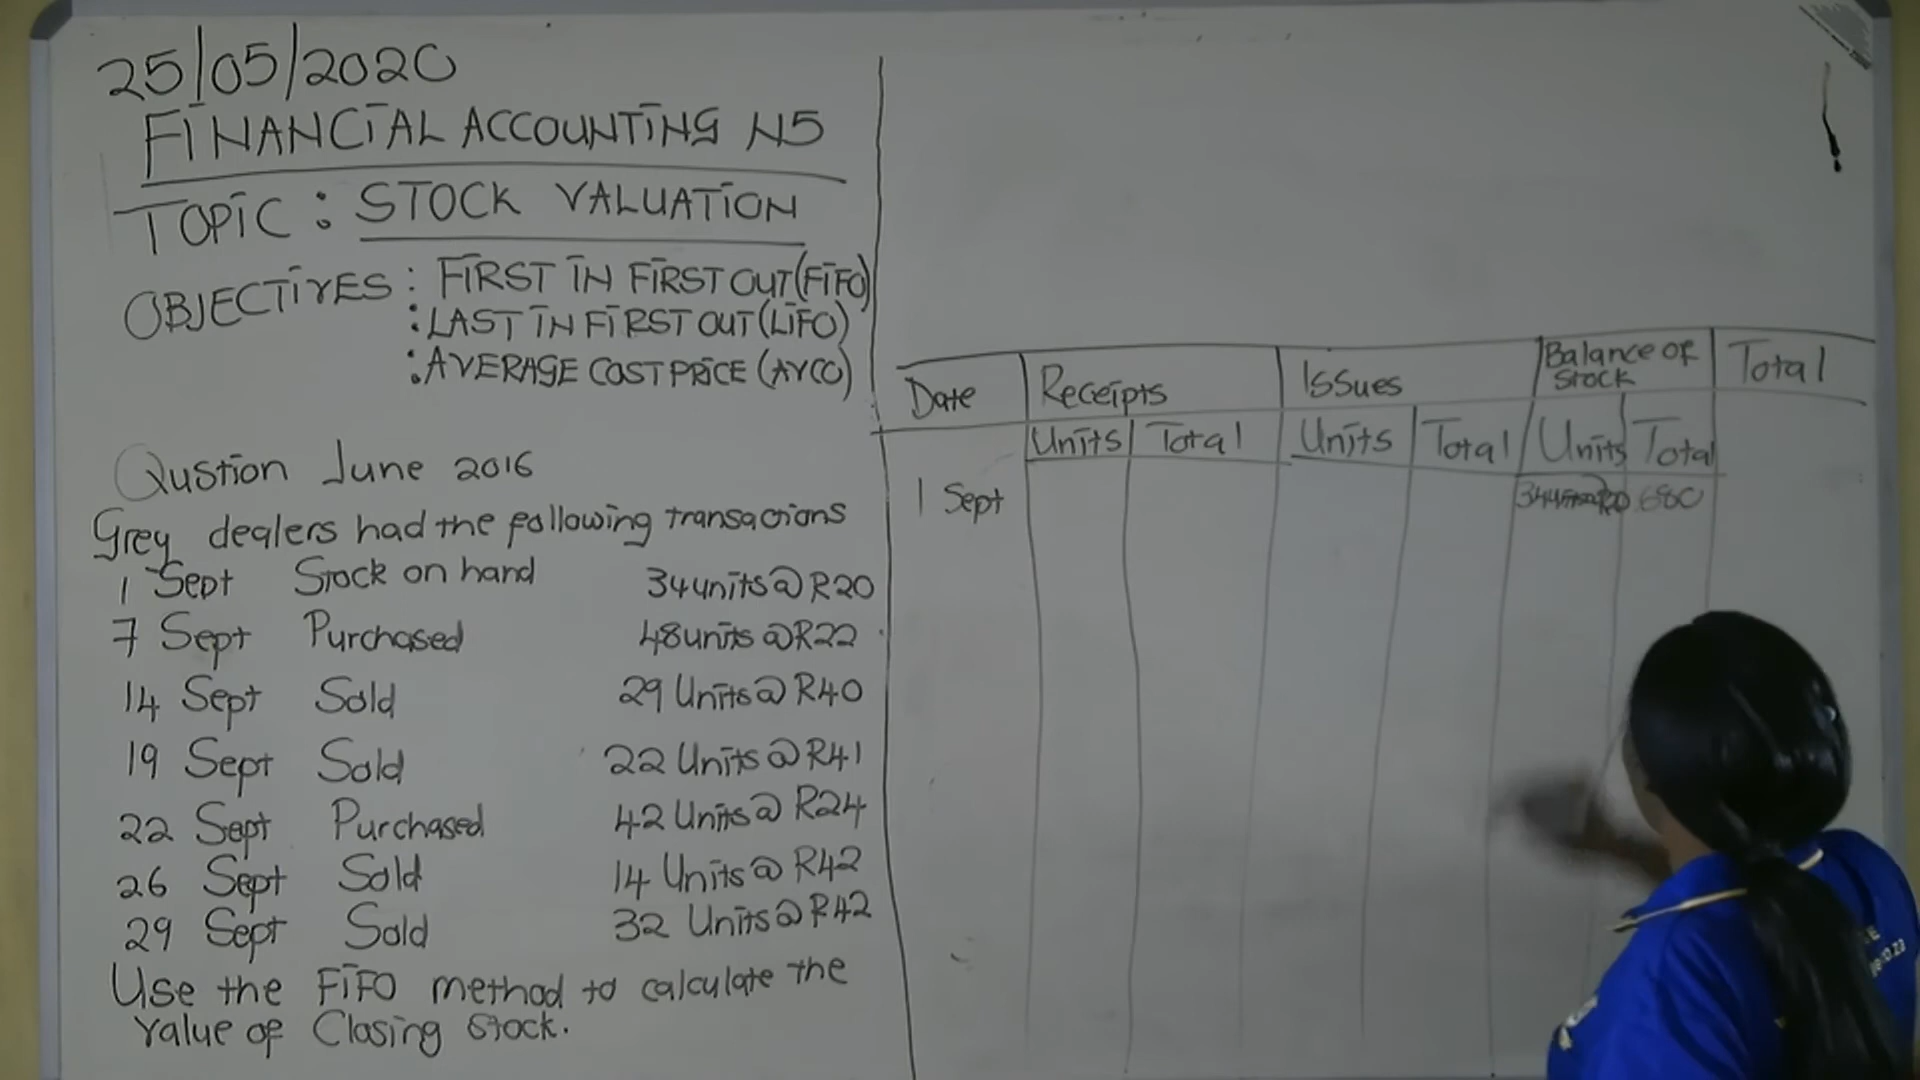 25/05/2020
FINANCIAL ACCOUNTING N5
TOPIC : STOCK VALUATION
OBJECTIVES : FIRST IN FIRST OUT (FIFO)
: LAST IN FIRST OUT (LIFO)
: AVERAGE COST PRICE (AVCO)
Qustion June 2016
Grey dealers had the following transactions
1 Sept Stock on hand 34 units @ R20
7 Sept Purchased 48 units @ R22
14 Sept Sold 29 Units @ R40
19 Sept Sold 22 Units @ R41
22 Sept Purchased 42 Units @ R24
26 Sept Sold 14 Units @ R42
29 Sept Sold 32 Units @ R42
Use the FIFO method to calculate the
value of Closing Stock.
Date Receipts Issues Balance of Stock Total
Units Total Units Total Units Total
1 Sept 680